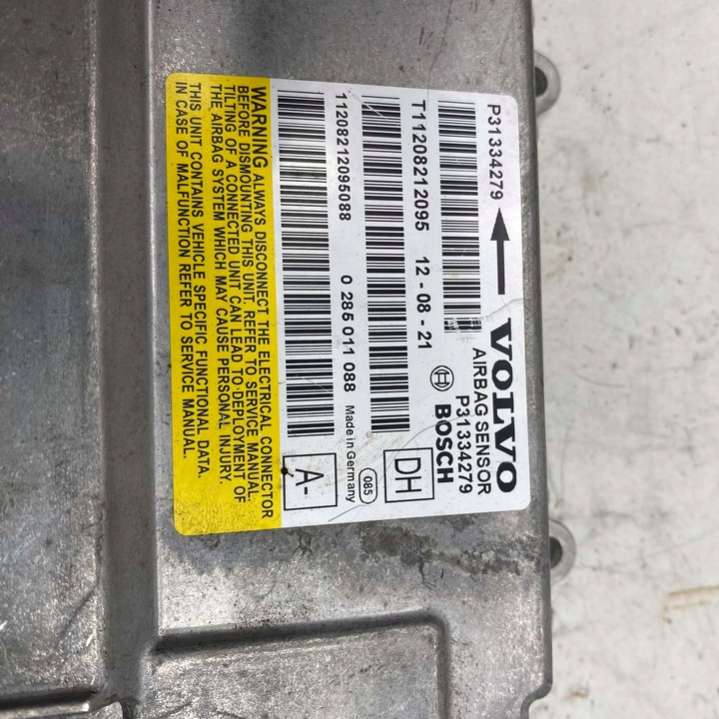 P31334279
VOLVO
AIRBAG SENSOR
P31334279
T11208212095 12-08-21
BOSCH
DH
11208212095088 0 285 011 088 Made in Germany 085
A-
WARNING ALWAYS DISCONNECT THE ELECTRICAL CONNECTOR
BEFORE DISMOUNTING THIS UNIT. REFER TO SERVICE MANUAL.
TILTING OF A CONNECTED UNIT CAN LEAD TO DEPLOYMENT OF
THE AIRBAG SYSTEM WHICH MAY CAUSE PERSONAL INJURY
THIS UNIT CONTAINS VEHICLE SPECIFIC FUNCTIONAL DATA.
IN CASE OF MALFUNCTION REFER TO SERVICE MANUAL.